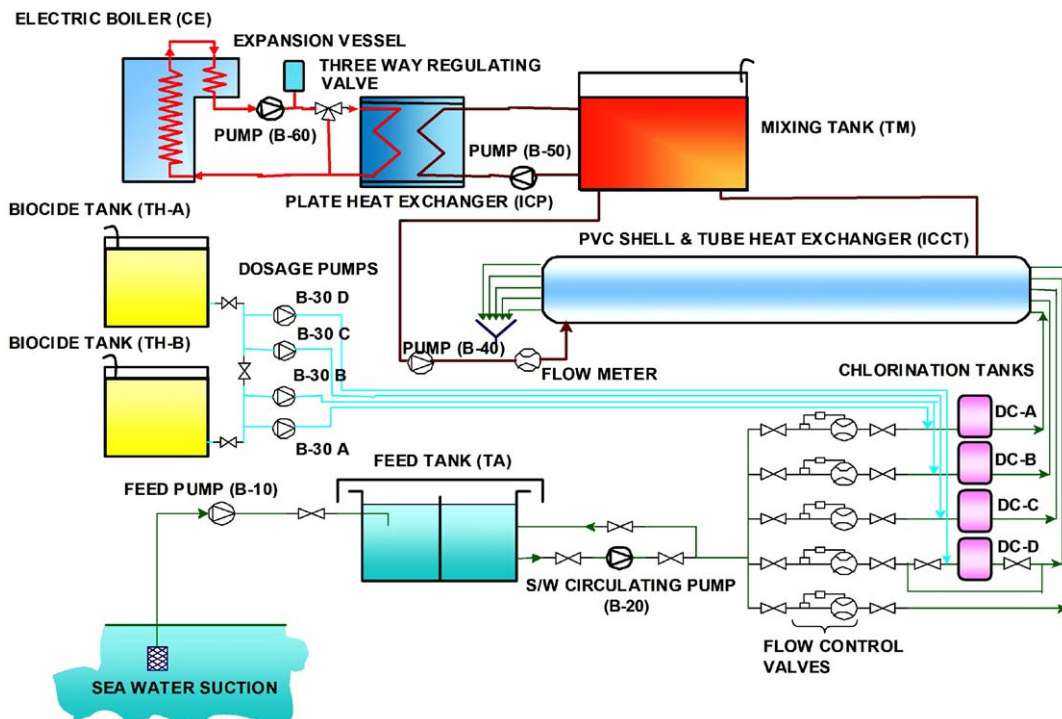 ELECTRIC BOILER (CE)
EXPANSION VESSEL
THREE WAY REGULATING
VALVE
PUMP (B-60)
PUMP (B-50)
MIXING TANK (TM)
PLATE HEAT EXCHANGER (ICP)
BIOCIDE TANK (TH-A)
PVC SHELL & TUBE HEAT EXCHANGER (ICCT)
DOSAGE PUMPS
B-30 D
B-30 C
BIOCIDE TANK (TH-B)
PUMP (B-40)
FLOW METER
B-30 B
CHLORINATION TANKS
DC-A
B-30 A
FEED TANK (TA)
DC-B
FEED PUMP (B-10)
DC-C
DC-D
S/W CIRCULATING PUMP
(B-20)
FLOW CONTROL
VALVES
SEA WATER SUCTION